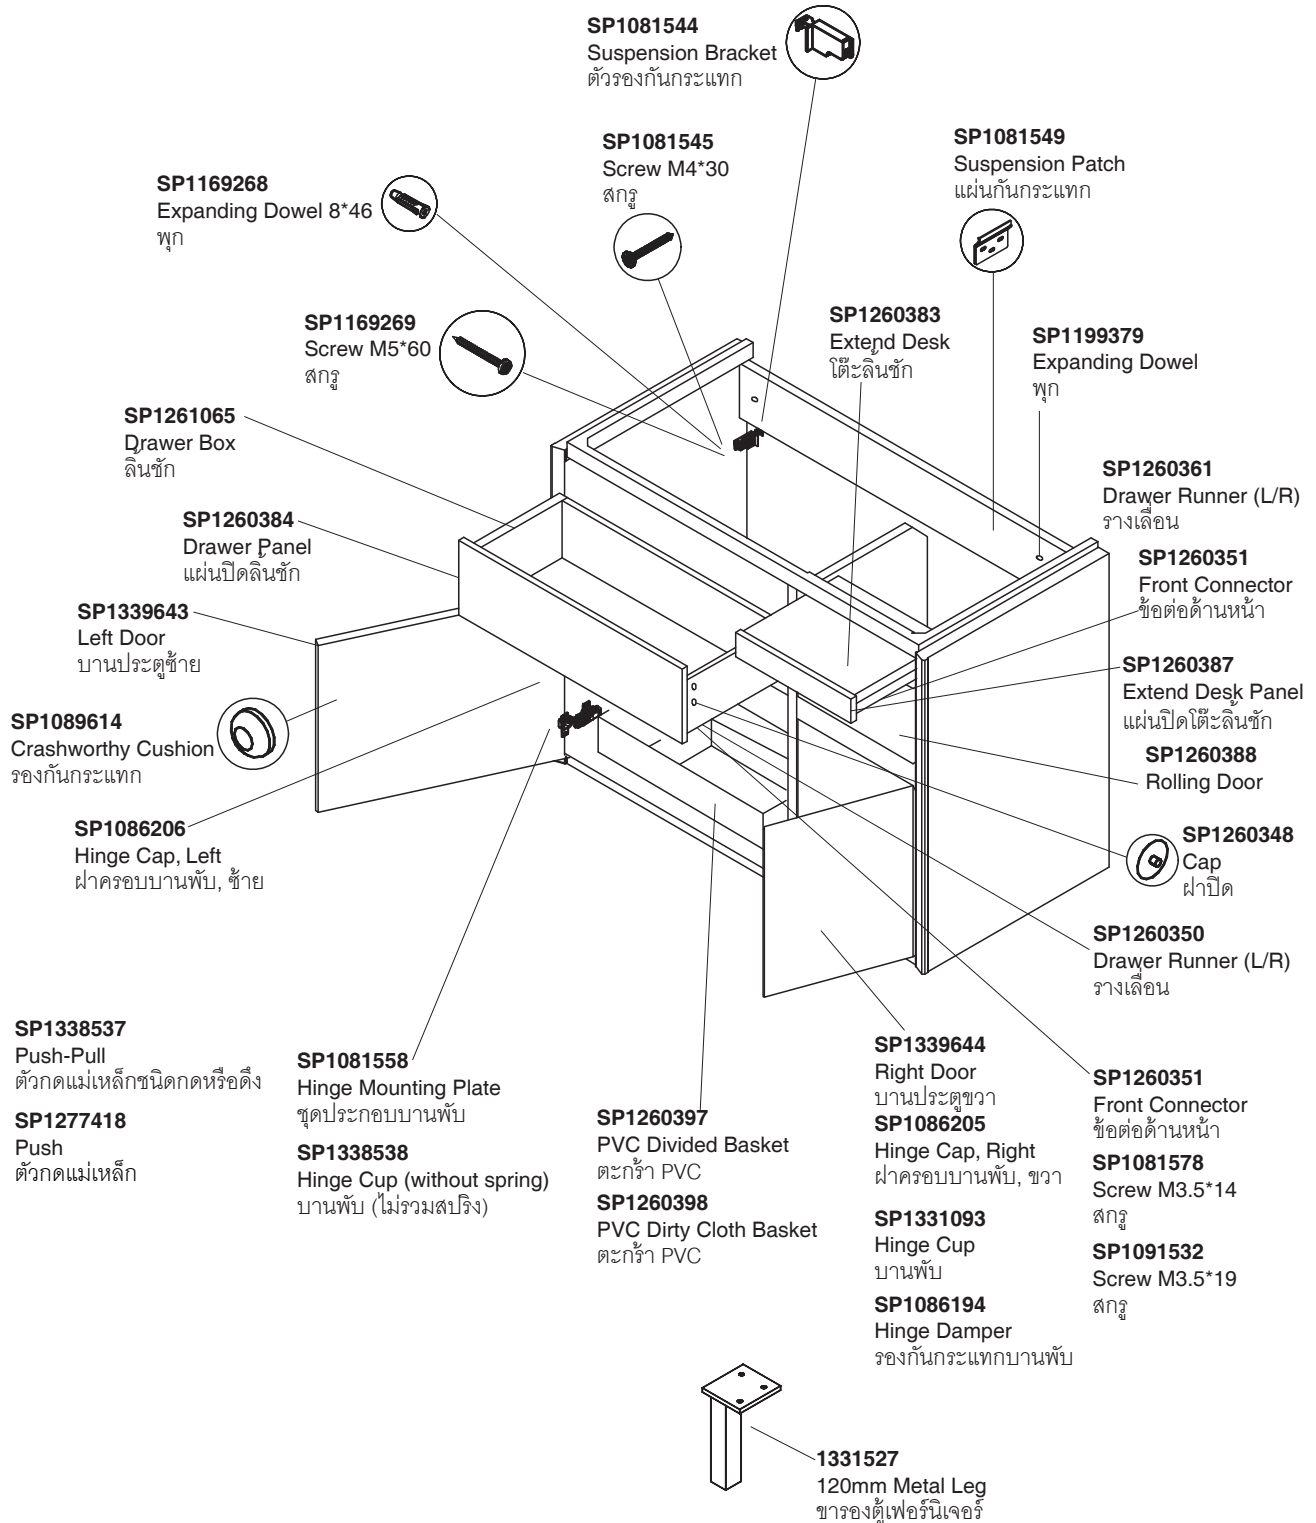 SP1081544
Suspension Bracket
ตัวรองกันกระแทก
SP1081545
Screw M4*30
สกรู
SP1081549
Suspension Patch
แผ่นกันกระแทก
SP1169268
Expanding Dowel 8*46
พุก
SP1169269
Screw M5*60
สกรู
SP1260383
Extend Desk
โต๊ะลิ้นชัก
SP1199379
Expanding Dowel
พุก
SP1261065
Drawer Box
ลิ้นชัก
SP1260361
Drawer Runner (L/R)
รางเลื่อน
SP1260384
Drawer Panel
แผ่นปิดลิ้นชัก
SP1260351
Front Connector
ข้อต่อด้านหน้า
SP1339643
Left Door
บานประตูซ้าย
SP1260387
Extend Desk Panel
แผ่นปิดโต๊ะลิ้นชัก
SP1089614
Crashworthy Cushion
รองกันกระแทก
SP1260388
Rolling Door
SP1086206
Hinge Cap, Left
ฝาครอบบานพับ, ซ้าย
SP1260348
Cap
ฝาปิด
SP1260350
Drawer Runner (L/R)
รางเลื่อน
SP1338537
Push-Pull
ตัวกดแม่เหล็กชนิดกดหรือดึง
SP1277418
Push
ตัวกดแม่เหล็ก
SP1081558
Hinge Mounting Plate
ชุดประกอบบานพับ
SP1338538
Hinge Cup (without spring)
บานพับ (ไม่รวมสปริง)
SP1260397
PVC Divided Basket
ตะกร้า PVC
SP1260398
PVC Dirty Cloth Basket
ตะกร้า PVC
SP1339644
Right Door
บานประตูขวา
SP1086205
Hinge Cap, Right
ฝาครอบบานพับ, ขวา
SP1331093
Hinge Cup
บานพับ
SP1086194
Hinge Damper
รองกันกระแทกบานพับ
SP1260351
Front Connector
ข้อต่อด้านหน้า
SP1081578
Screw M3.5*14
สกรู
SP1091532
Screw M3.5*19
สกรู
1331527
120mm Metal Leg
ขารองตู้เฟอร์นิเจอร์